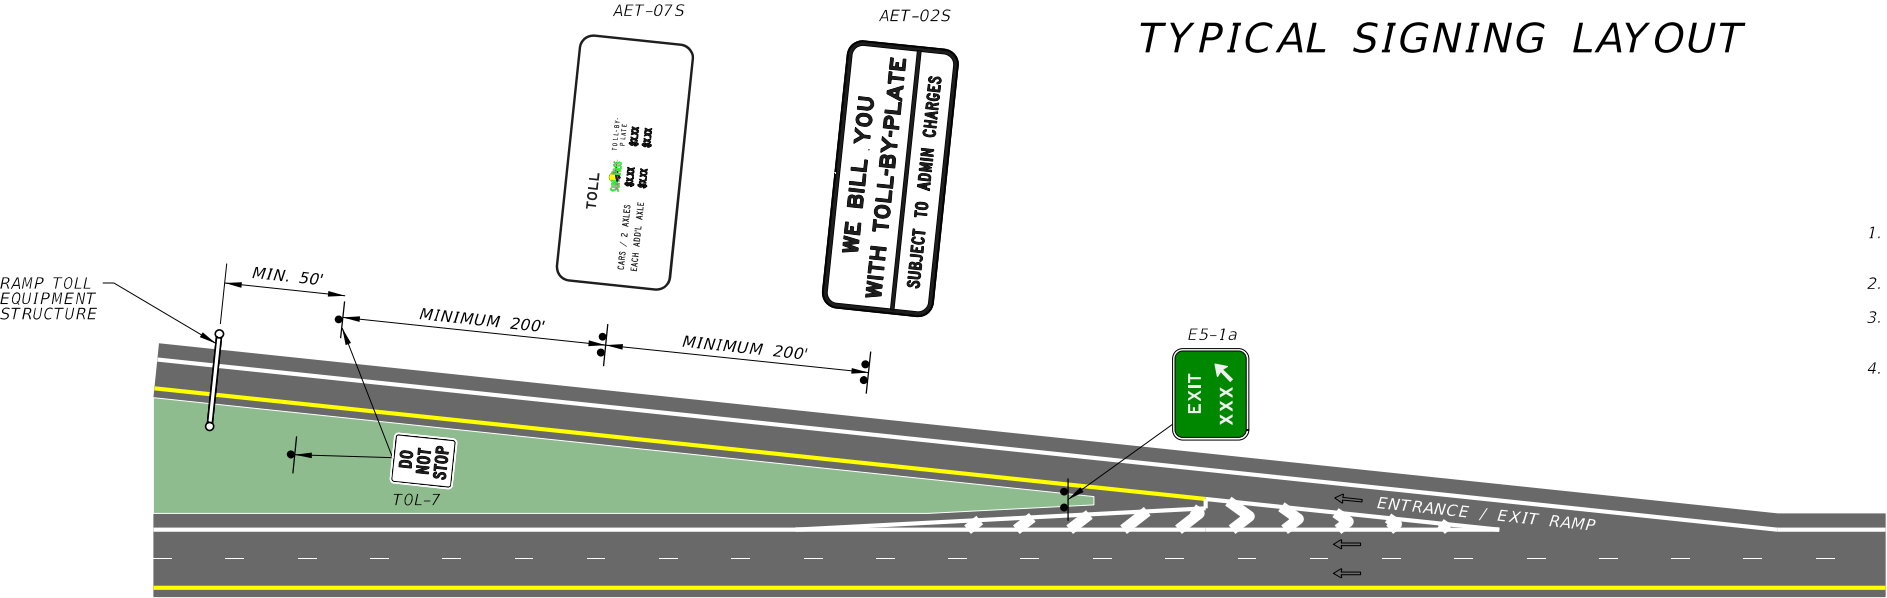 TYPICAL SIGNING LAYOUT
AET-07S
TOLL
TOLL-BY-
PLATE
CARS / 2 AXLES $X.XX $X.XX
EACH ADD'L AXLE $X.XX $X.XX
AET-02S
WE BILL YOU
WITH TOLL-BY-PLATE
SUBJECT TO ADMIN CHARGES
RAMP TOLL
EQUIPMENT
STRUCTURE
MIN. 50'
MINIMUM 200'
MINIMUM 200'
E5-1a
EXIT
XXX
DO
NOT
STOP
TOL-7
ENTRANCE / EXIT RAMP
1.
2.
3.
4.